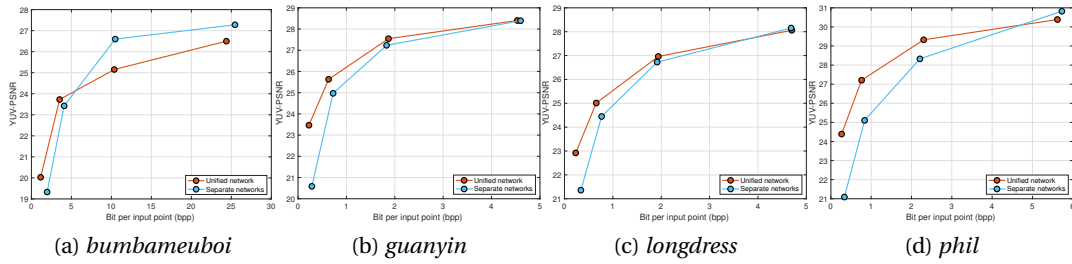 YUV-PSNR
28
27
26
25
24
23
22
21
20
19
0 5 10 15 20 25 30
Bit per input point (bpp)
Unified network
Separate networks
(a) bumbameuboi
YUV-PSNR
29
28
27
26
25
24
23
22
21
20
0 1 2 3 4 5
Bit per input point (bpp)
Unified network
Separate networks
(b) guanyin
YUV-PSNR
29
28
27
26
25
24
23
22
21
0 1 2 3 4 5
Bit per input point (bpp)
Unified network
Separate networks
(c) longdress
YUV-PSNR
31
30
29
28
27
26
25
24
23
22
21
0 1 2 3 4 5 6
Bit per input point (bpp)
Unified network
Separate networks
(d) phil